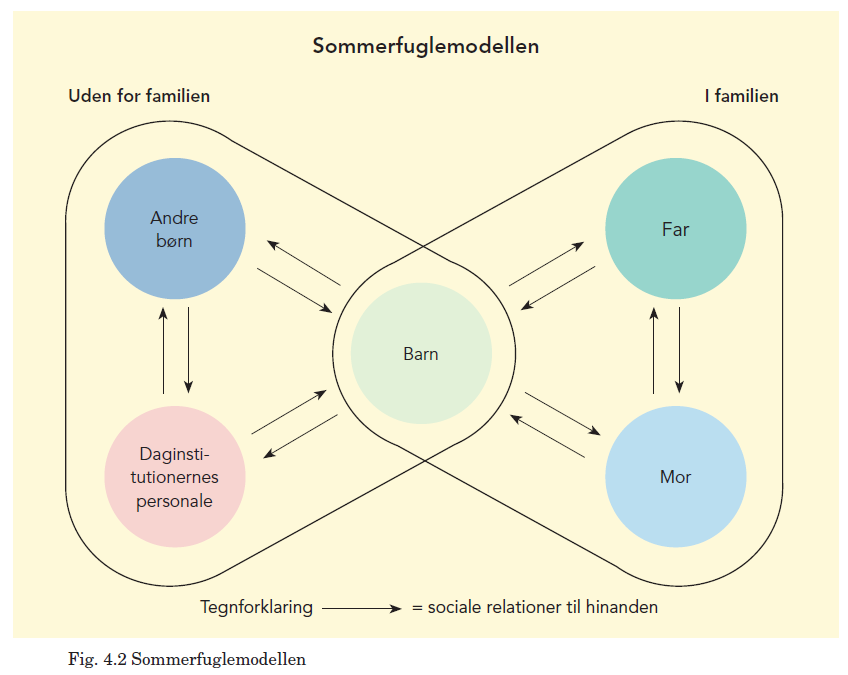 Sommerfuglemodellen
Uden for familien
I familien
Andre
børn
Far
Barn
Daginsti-
tutionernes
personale
Mor
Tegnforklaring = sociale relationer til hinanden
Fig. 4.2 Sommerfuglemodellen